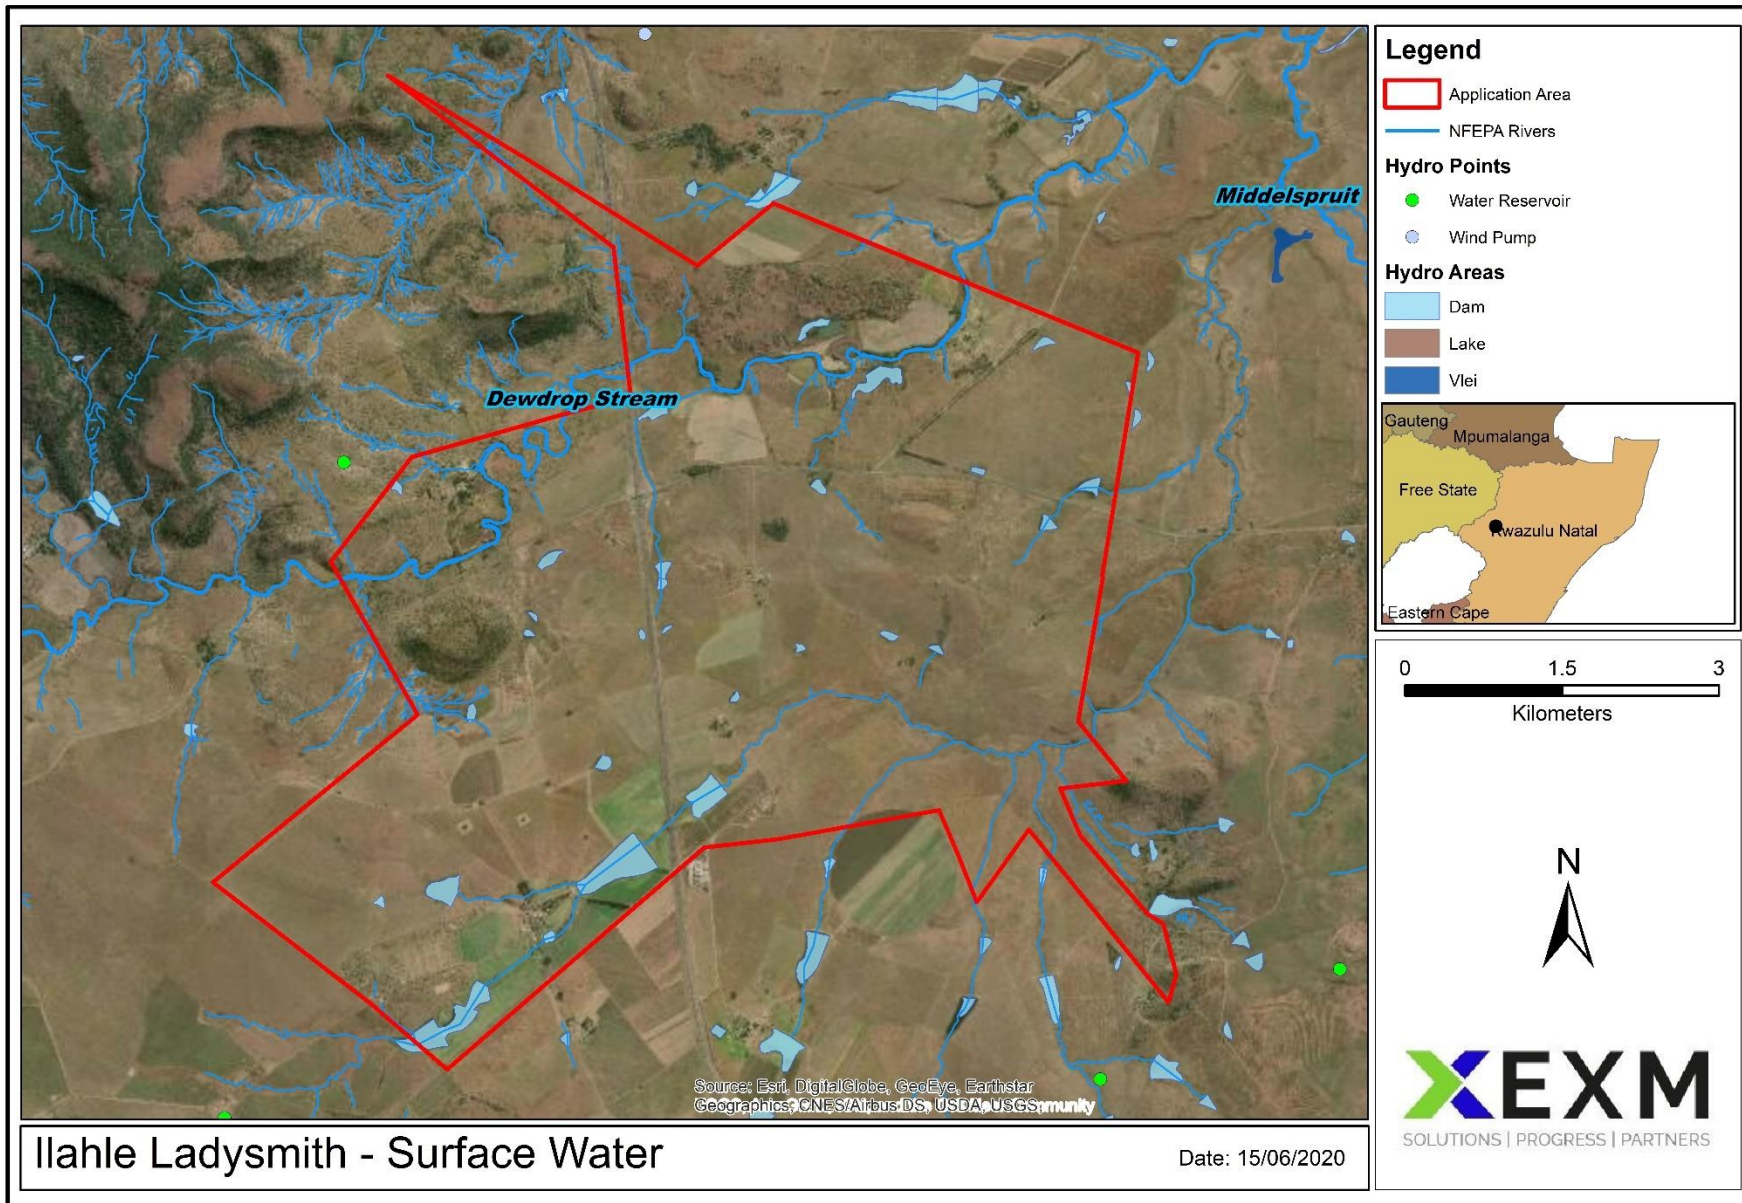 Dewdrop Stream
Middelspruit
Source: Esri, DigitalGlobe, GeoEye, Earthstar
Geographics, CNES/Airbus DS, USDA, USGS,
munity
Legend
Application Area
NFEPA Rivers
Hydro Points
Water Reservoir
Wind Pump
Hydro Areas
Dam
Lake
Vlei
Gauteng
Mpumalanga
Free State
Kwazulu Natal
Eastern Cape
0 1.5 3
Kilometers
N
EXM
SOLUTIONS | PROGRESS | PARTNERS
Ilahle Ladysmith - Surface Water
Date: 15/06/2020